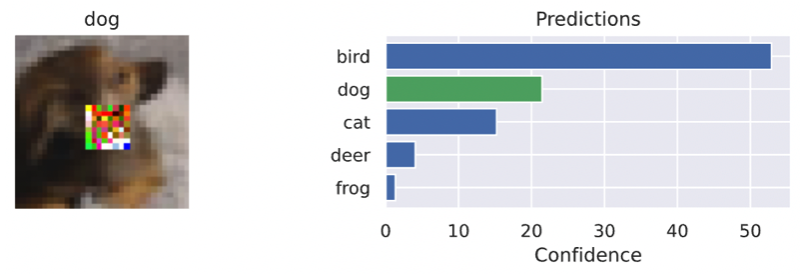 dog
Predictions
bird
dog
cat
deer
frog
0 10 20 30 40 50
Confidence